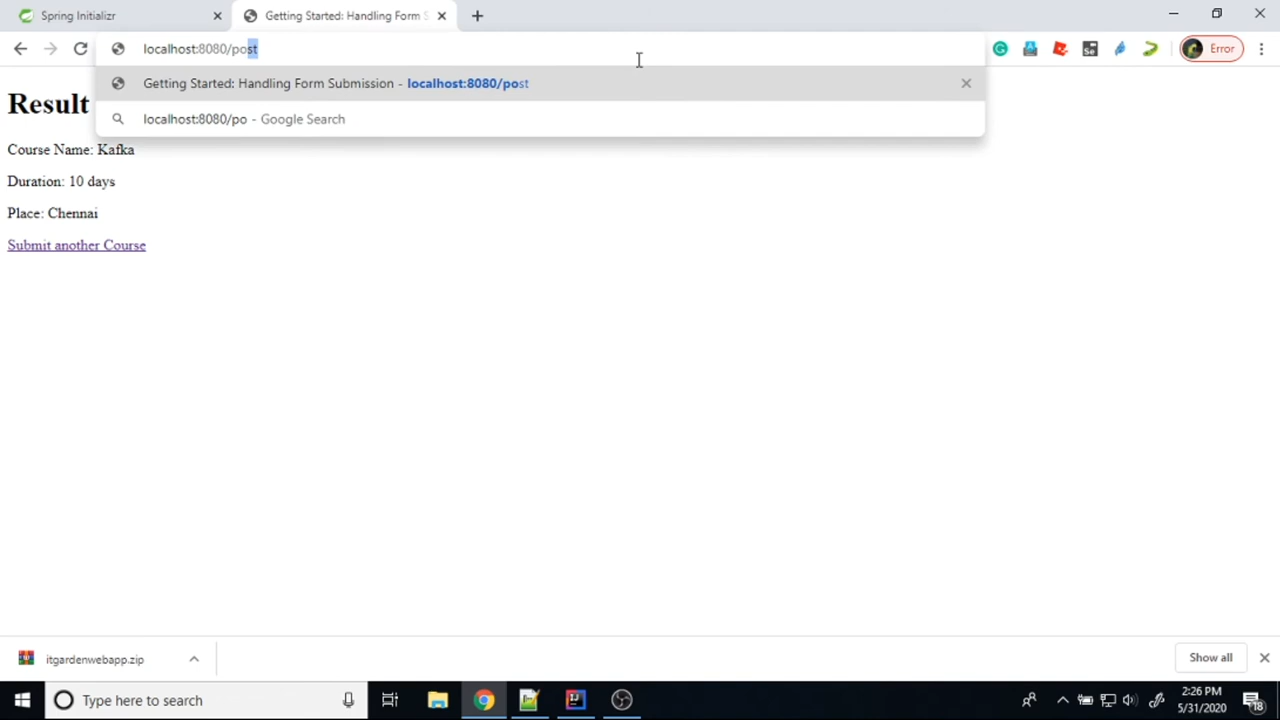 Spring Initializr
Getting Started: Handling Form S
localhost:8080/post
Error
Getting Started: Handling Form Submission - localhost:8080/post
localhost:8080/po - Google Search
Result
Course Name: Kafka
Duration: 10 days
Place: Chennai
Submit another Course
itgardenwebapp.zip
Show all
Type here to search
2:26 PM
5/31/2020
18